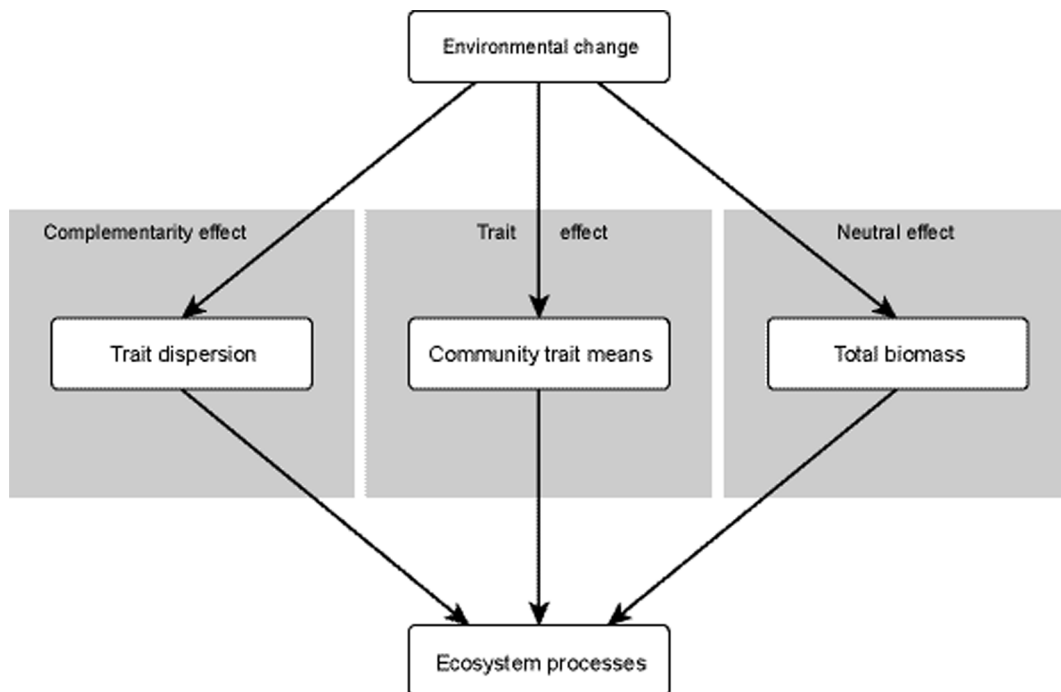 Environmental change
Complementarity effect
Trait effect
Neutral effect
Trait dispersion
Community trait means
Total biomass
Ecosystem processes